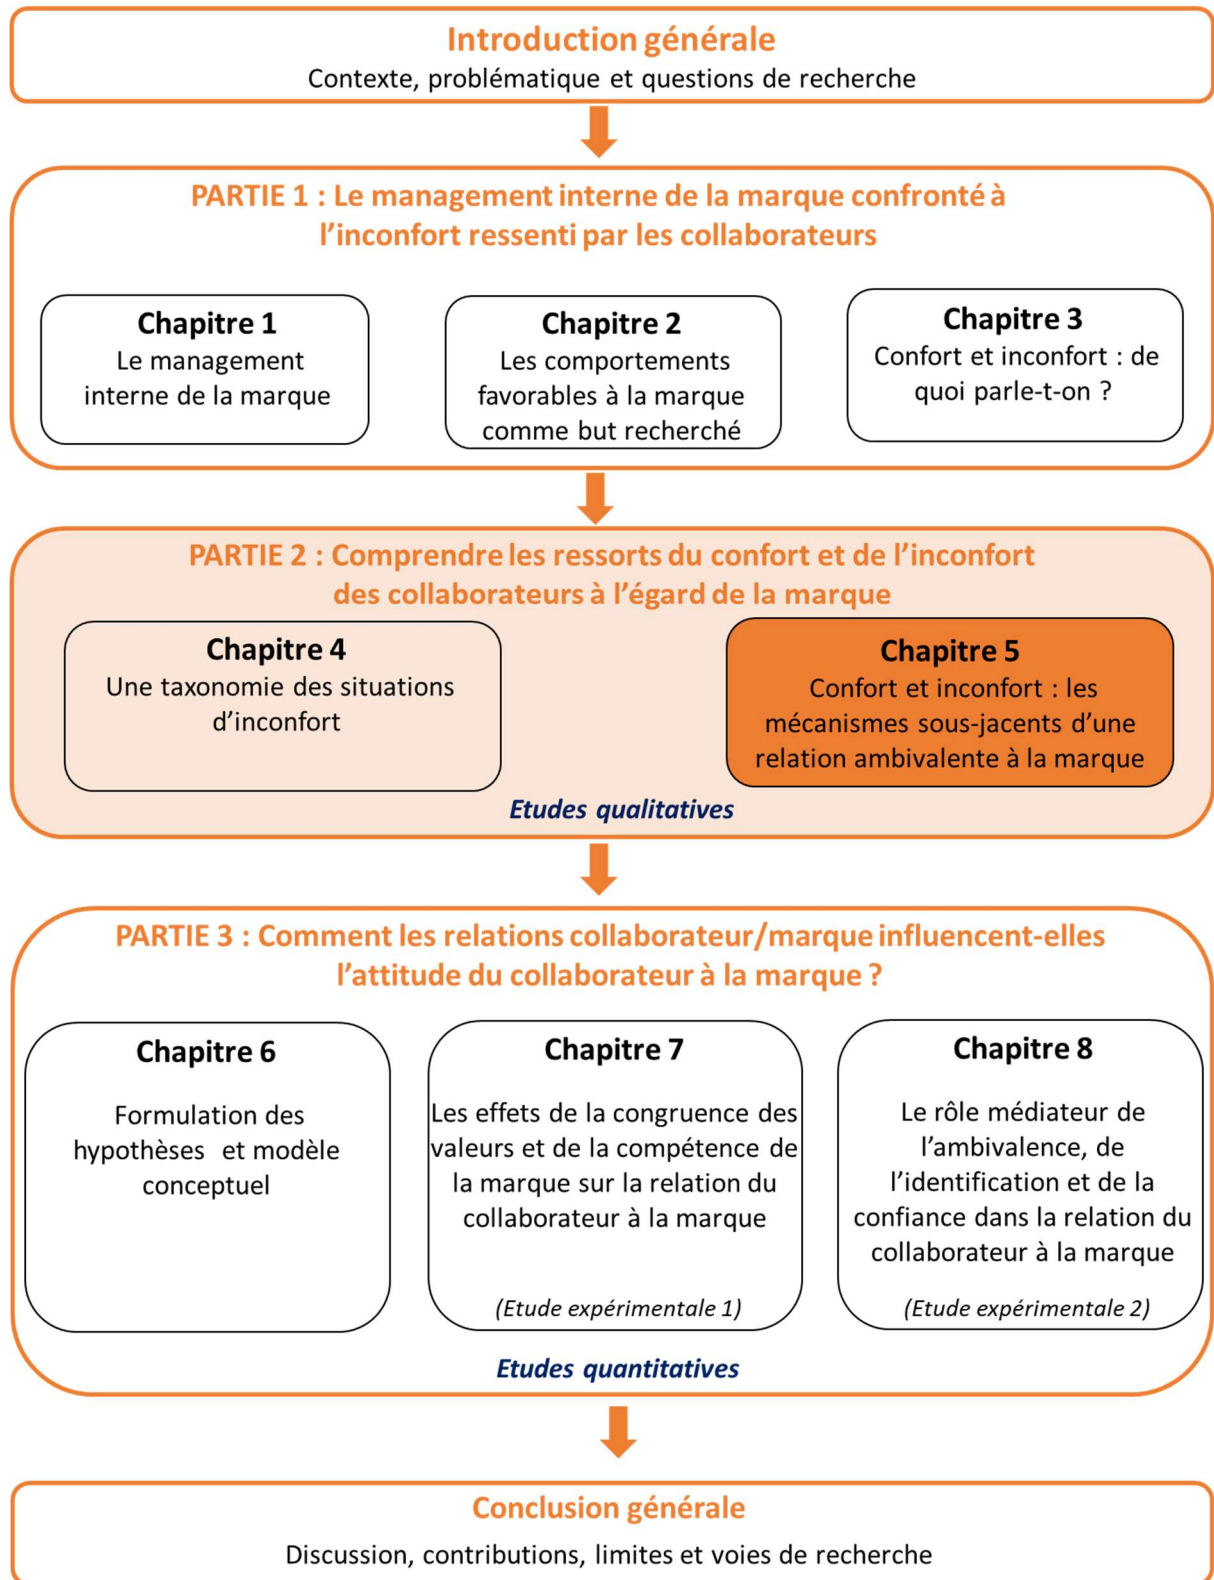 Introduction générale
Contexte, problématique et questions de recherche
PARTIE 1 : Le management interne de la marque confronté à
l’inconfort ressenti par les collaborateurs
Chapitre 1
Le management
interne de la marque
Chapitre 2
Les comportements
favorables à la marque
comme but recherché
Chapitre 3
Confort et inconfort : de
quoi parle-t-on ?
PARTIE 2 : Comprendre les ressorts du confort et de l’inconfort
des collaborateurs à l’égard de la marque
Chapitre 4
Une taxonomie des situations
d’inconfort
Chapitre 5
Confort et inconfort : les
mécanismes sous-jacents d’une
relation ambivalente à la marque
Etudes qualitatives
PARTIE 3 : Comment les relations collaborateur/marque influencent-elles
l’attitude du collaborateur à la marque ?
Chapitre 6
Formulation des
hypothèses et modèle
conceptuel
Chapitre 7
Les effets de la congruence des
valeurs et de la compétence de
la marque sur la relation du
collaborateur à la marque
(Etude expérimentale 1)
Chapitre 8
Le rôle médiateur de
l’ambivalence, de
l’identification et de la
confiance dans la relation du
collaborateur à la marque
(Etude expérimentale 2)
Etudes quantitatives
Conclusion générale
Discussion, contributions, limites et voies de recherche